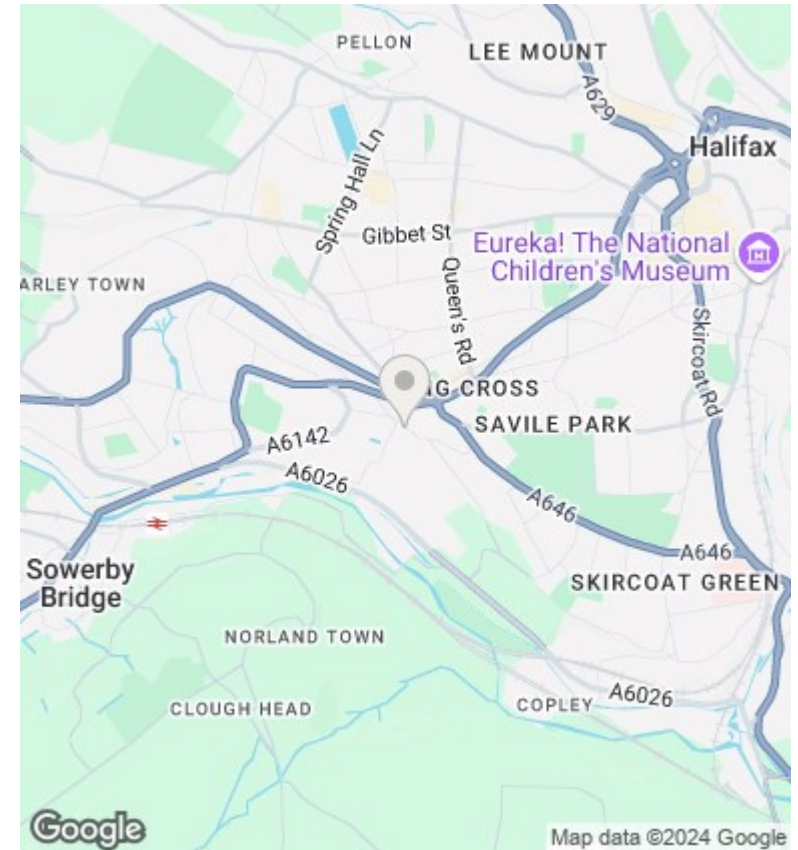 PELLON
LEE MOUNT
A629
Halifax
Spring Hall Ln
Gibbet St
Eureka! The National
Children's Museum
Queen's Rd
ARLEY TOWN
Skircoat Rd
IG CROSS
SAVILE PARK
A6142
A6026
A646
A646
Sowerby
Bridge
SKIRCOAT GREEN
NORLAND TOWN
A6026
CLOUGH HEAD
COPLEY
Google
Map data ©2024 Google